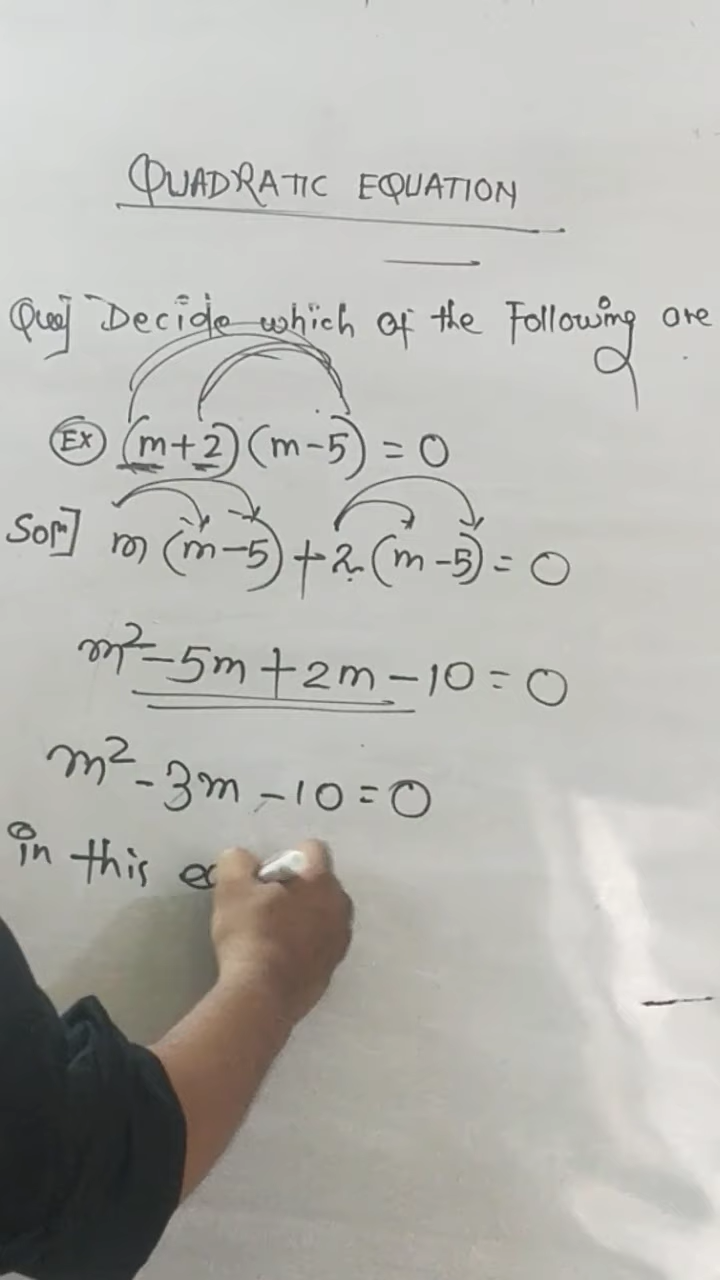 QUADRATIC EQUATION
Que] Decide which of the Following are
Ex (m+2)(m-5) = 0
Soln] m(m-5)+2(m-5)=0
m²-5m+2m-10=0
m²-3m-10=0
in this